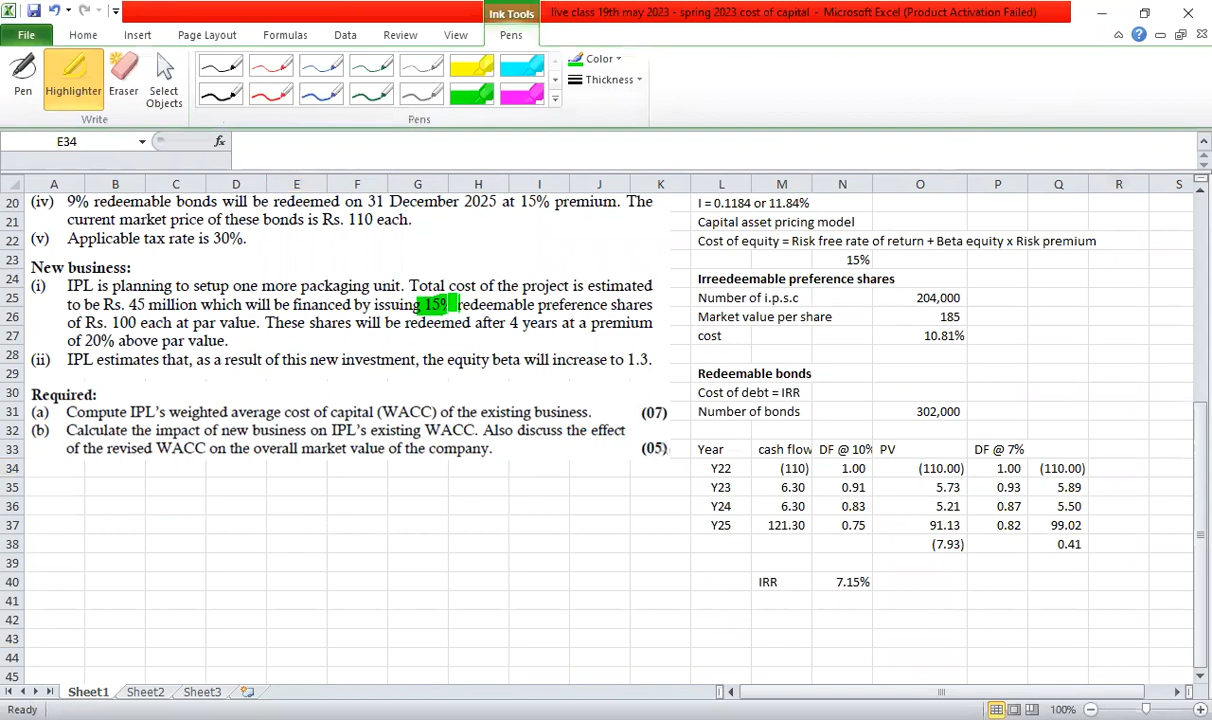 Ink Tools
live class 19th may 2023 - spring 2023 cost of capital - Microsoft Excel (Product Activation Failed)
File Home Insert Page Layout Formulas Data Review View Pens
Pen Highlighter Eraser Select Objects
Color
Thickness
Write Pens
E34 fx
A B C D E F G H I J K L M N O P Q R S
20 (iv) 9% redeemable bonds will be redeemed on 31 December 2025 at 15% premium. The I = 0.1184 or 11.84%
21 current market price of these bonds is Rs. 110 each. Capital asset pricing model
22 (v) Applicable tax rate is 30%. Cost of equity = Risk free rate of return + Beta equity x Risk premium
23 New business: 15%
24 (i) IPL is planning to setup one more packaging unit. Total cost of the project is estimated Irreedeemable preference shares
25 to be Rs. 45 million which will be financed by issuing 15% redeemable preference shares Number of i.p.s.c 204,000
26 of Rs. 100 each at par value. These shares will be redeemed after 4 years at a premium Market value per share 185
27 of 20% above par value. cost 10.81%
28 (ii) IPL estimates that, as a result of this new investment, the equity beta will increase to 1.3.
29 Redeemable bonds
30 Required: Cost of debt = IRR
31 (a) Compute IPL's weighted average cost of capital (WACC) of the existing business. (07) Number of bonds 302,000
32 (b) Calculate the impact of new business on IPL's existing WACC. Also discuss the effect
33 of the revised WACC on the overall market value of the company. (05) Year cash flow DF @ 10% PV DF @ 7%
34 Y22 (110) 1.00 (110.00) 1.00 (110.00)
35 Y23 6.30 0.91 5.73 0.93 5.89
36 Y24 6.30 0.83 5.21 0.87 5.50
37 Y25 121.30 0.75 91.13 0.82 99.02
38 (7.93) 0.41
39
40 IRR 7.15%
41
42
43
44
45
Sheet1 Sheet2 Sheet3
Ready 100%